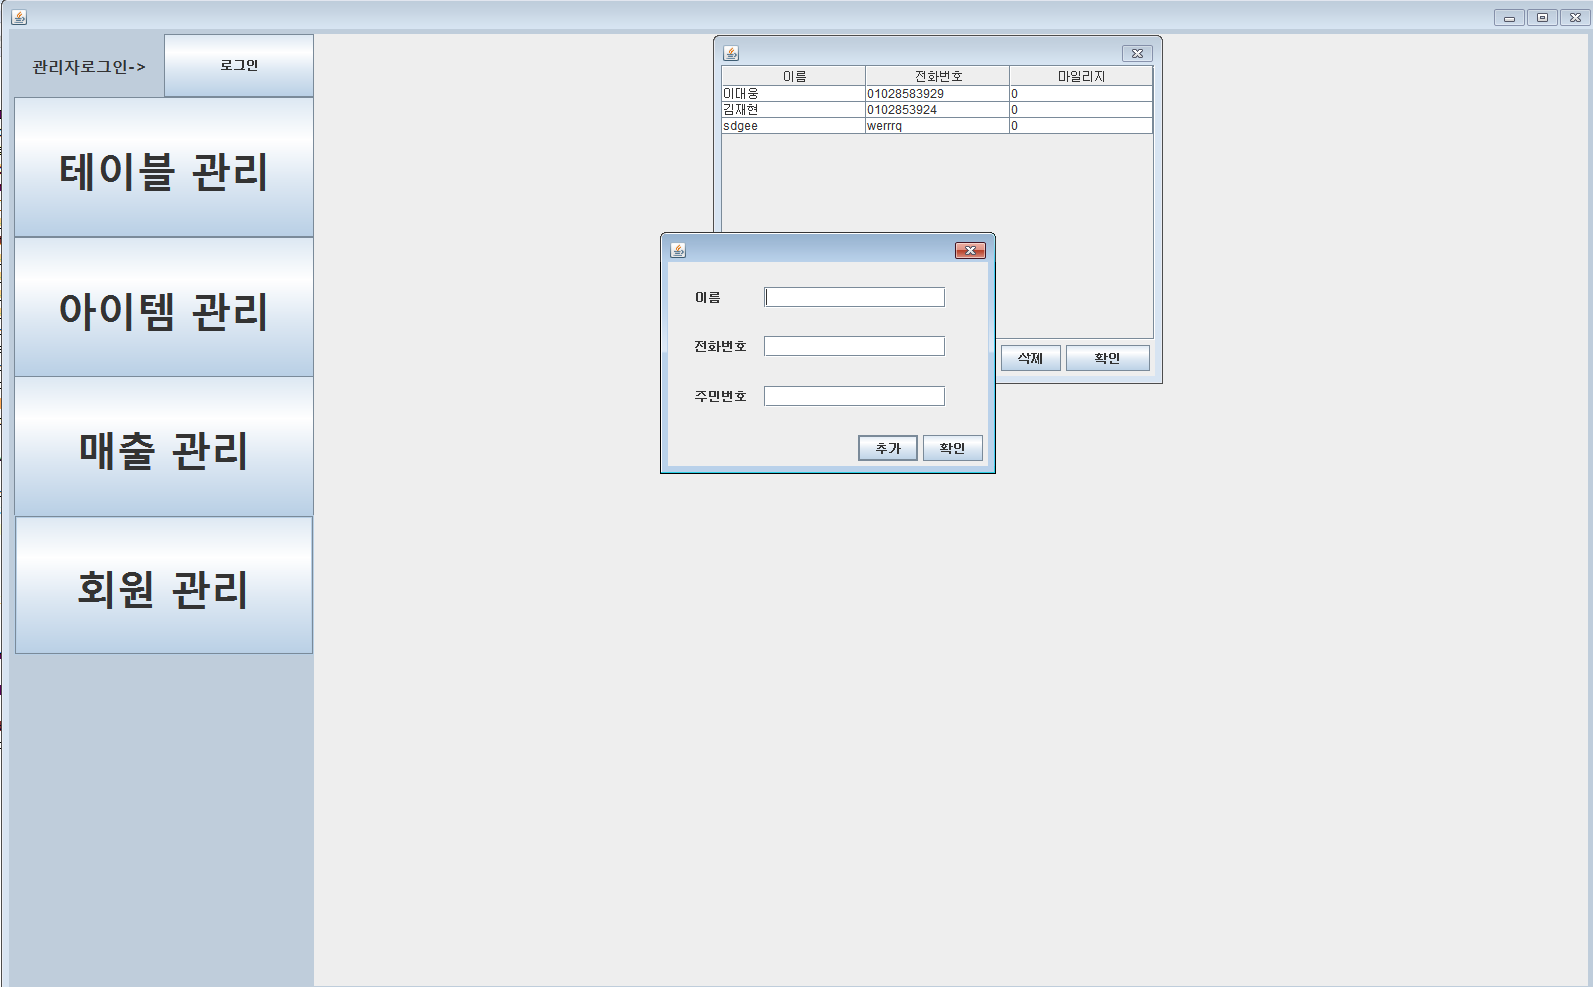 관리자로그인->
로그인
테이블 관리
아이템 관리
매출 관리
회원 관리
이름 전화번호 마일리지
이대웅 01028583929 0
김재현 0102853924 0
sdgee werrrq 0
삭제 확인
이름
전화번호
주민번호
추가 확인